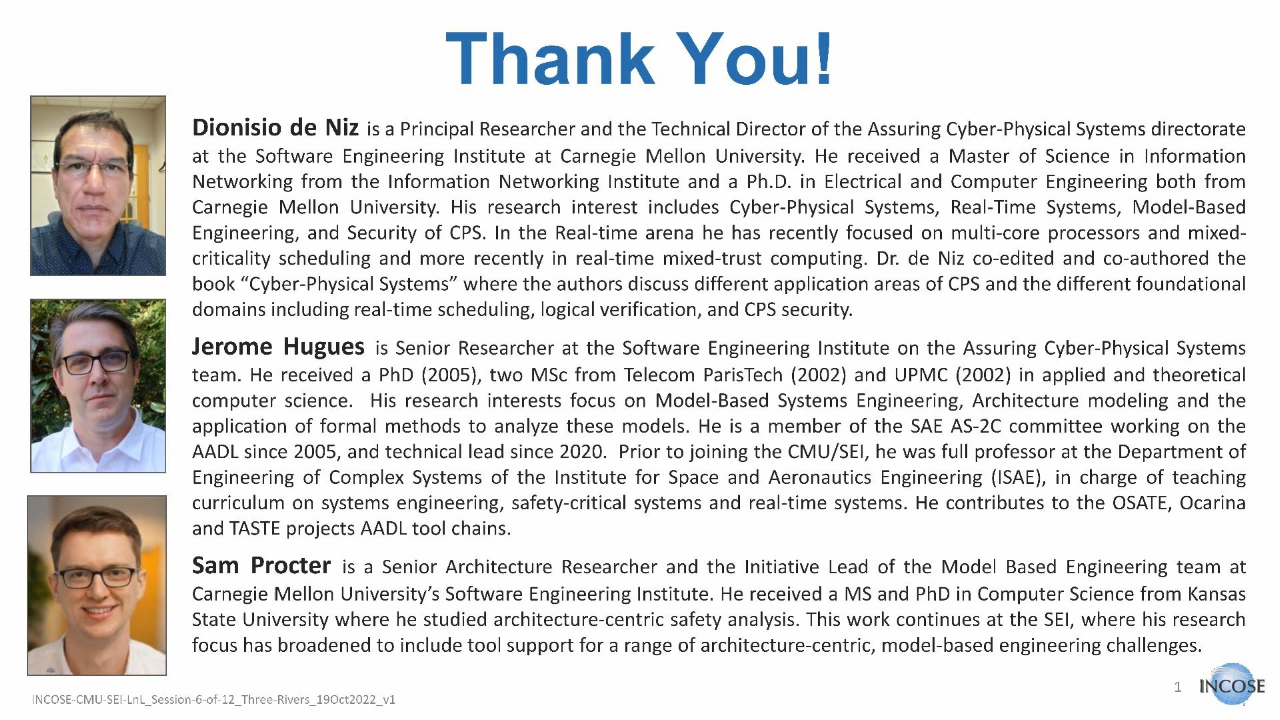 Thank You!
Dionisio de Niz is a Principal Researcher and the Technical Director of the Assuring Cyber-Physical Systems directorate
at the Software Engineering Institute at Carnegie Mellon University. He received a Master of Science in Information
Networking from the Information Networking Institute and a Ph.D. in Electrical and Computer Engineering both from
Carnegie Mellon University. His research interest includes Cyber-Physical Systems, Real-Time Systems, Model-Based
Engineering, and Security of CPS. In the Real-time arena he has recently focused on multi-core processors and mixed-
criticality scheduling and more recently in real-time mixed-trust computing. Dr. de Niz co-edited and co-authored the
book “Cyber-Physical Systems” where the authors discuss different application areas of CPS and the different foundational
domains including real-time scheduling, logical verification, and CPS security.
Jerome Hugues is Senior Researcher at the Software Engineering Institute on the Assuring Cyber-Physical Systems
team. He received a PhD (2005), two MSc from Telecom ParisTech (2002) and UPMC (2002) in applied and theoretical
computer science. His research interests focus on Model-Based Systems Engineering, Architecture modeling and the
application of formal methods to analyze these models. He is a member of the SAE AS-2C committee working on the
AADL since 2005, and technical lead since 2020. Prior to joining the CMU/SEI, he was full professor at the Department of
Engineering of Complex Systems of the Institute for Space and Aeronautics Engineering (ISAE), in charge of teaching
curriculum on systems engineering, safety-critical systems and real-time systems. He contributes to the OSATE, Ocarina
and TASTE projects AADL tool chains.
Sam Procter is a Senior Architecture Researcher and the Initiative Lead of the Model Based Engineering team at
Carnegie Mellon University’s Software Engineering Institute. He received a MS and PhD in Computer Science from Kansas
State University where he studied architecture-centric safety analysis. This work continues at the SEI, where his research
focus has broadened to include tool support for a range of architecture-centric, model-based engineering challenges.
INCOSE-CMU-SEI-LnL_Session-6-of-12_Three-Rivers_19Oct2022_v1
1
INCOSE